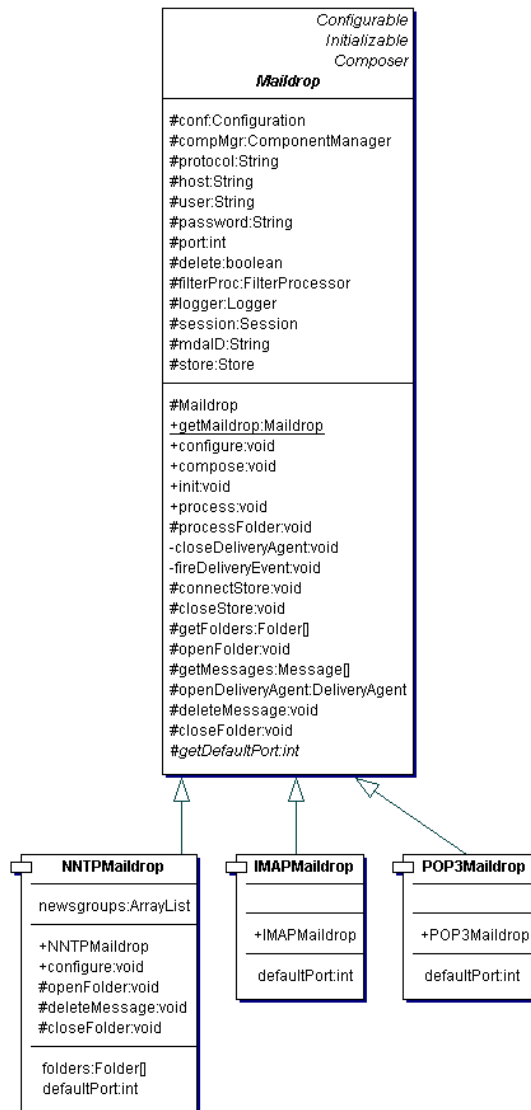 Configurable
Initializable
Composer
Maildrop
#conf:Configuration
#compMgr:ComponentManager
#protocol:String
#host:String
#user:String
#password:String
#port:int
#delete:boolean
#filterProc:FilterProcessor
#logger:Logger
#session:Session
#mdaID:String
#store:Store
#Maildrop
+getMaildrop:Maildrop
+configure:void
+compose:void
+init:void
+process:void
#processFolder:void
-closeDeliveryAgent:void
-fireDeliveryEvent:void
#connectStore:void
#closeStore:void
#getFolders:Folder[]
#openFolder:void
#getMessages:Message[]
#openDeliveryAgent:DeliveryAgent
#deleteMessage:void
#closeFolder:void
#getDefaultPort:int
NNTPMaildrop
newsgroups:ArrayList
+NNTPMaildrop
+configure:void
#openFolder:void
#deleteMessage:void
#closeFolder:void
folders:Folder[]
defaultPort:int
IMAPMaildrop
+IMAPMaildrop
defaultPort:int
POP3Maildrop
+POP3Maildrop
defaultPort:int